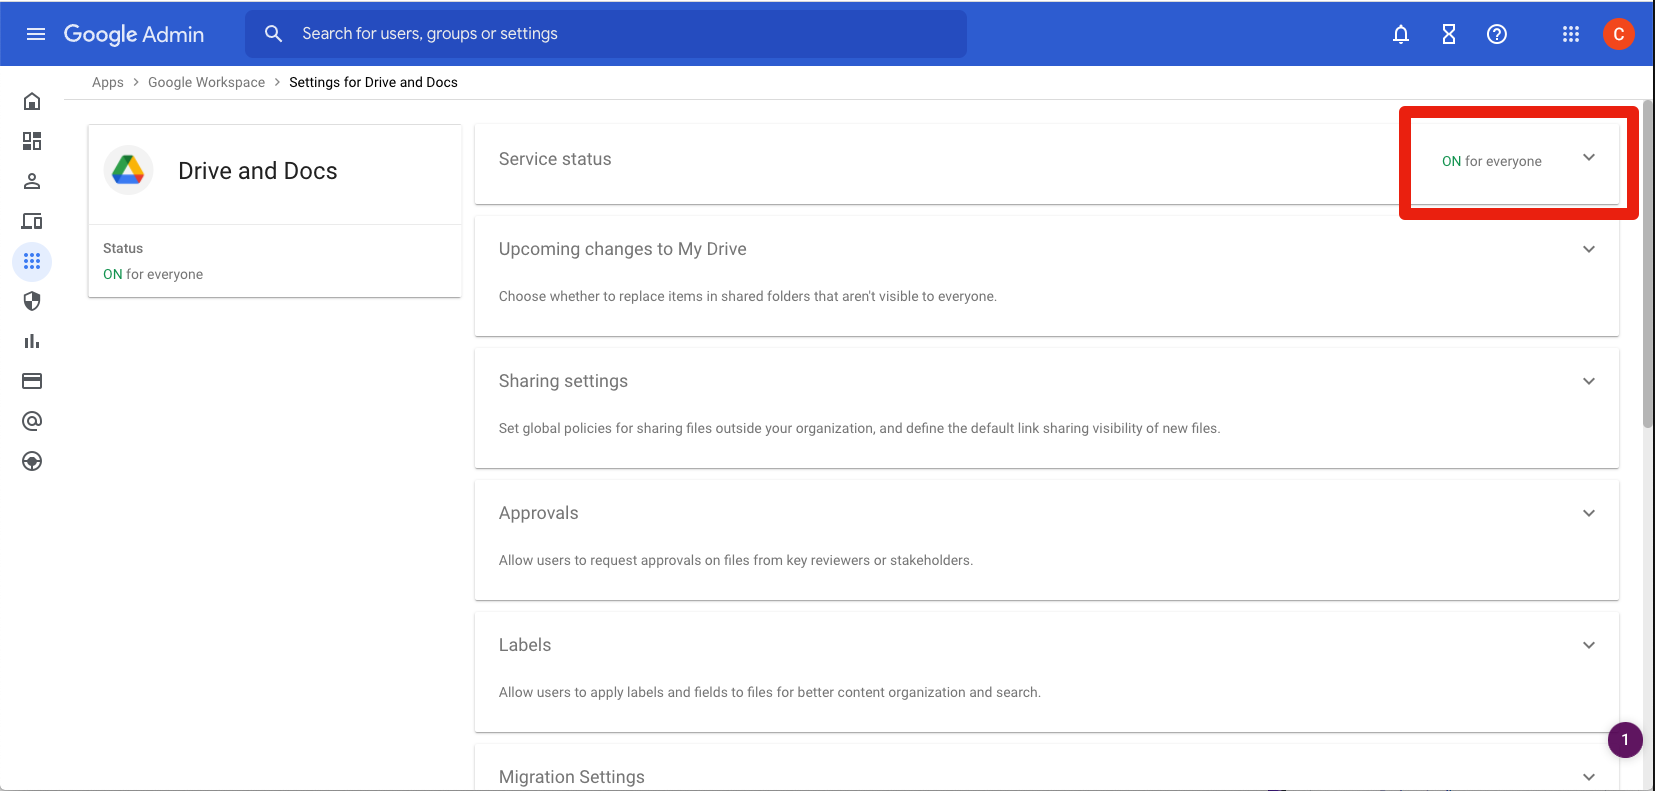 Google Admin
Search for users, groups or settings
C
Apps > Google Workspace > Settings for Drive and Docs
Drive and Docs
Status
ON for everyone
Service status
ON for everyone
Upcoming changes to My Drive
Choose whether to replace items in shared folders that aren't visible to everyone.
Sharing settings
Set global policies for sharing files outside your organization, and define the default link sharing visibility of new files.
Approvals
Allow users to request approvals on files from key reviewers or stakeholders.
Labels
Allow users to apply labels and fields to files for better content organization and search.
1
Migration Settings